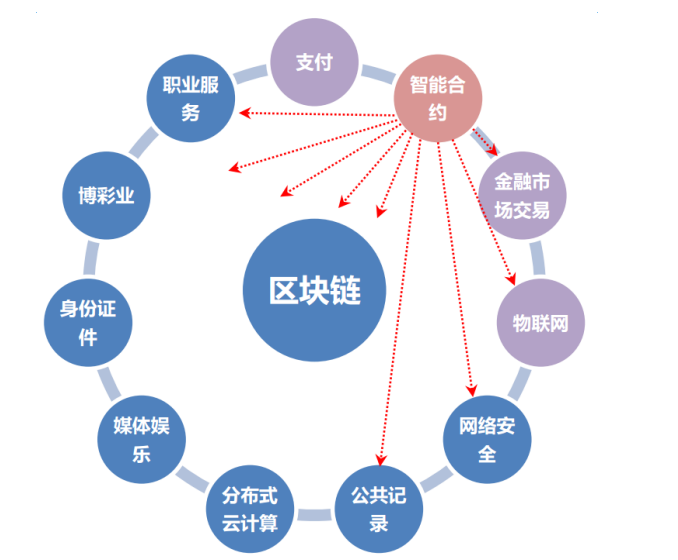 支付
智能合
约
金融市
场交易
物联网
网络安
全
公共记
录
分布式
云计算
媒体娱
乐
身份证
件
博彩业
职业服
务
区块链